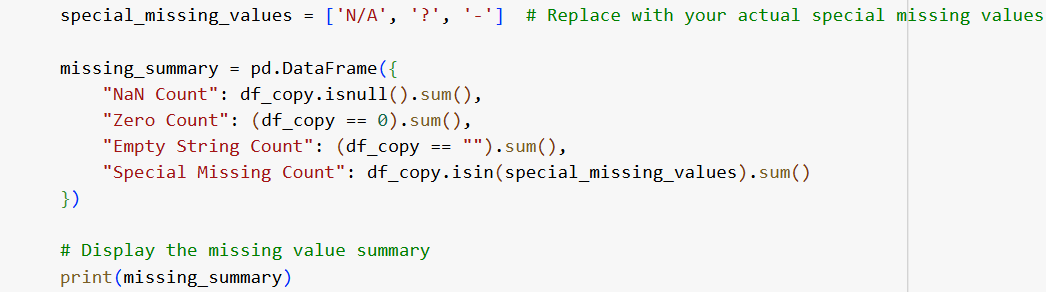 special_missing_values = ['N/A', '?', '-']  # Replace with your actual special missing values
missing_summary = pd.DataFrame({
    "NaN Count": df_copy.isnull().sum(),
    "Zero Count": (df_copy == 0).sum(),
    "Empty String Count": (df_copy == "").sum(),
    "Special Missing Count": df_copy.isin(special_missing_values).sum()
})
# Display the missing value summary
print(missing_summary)